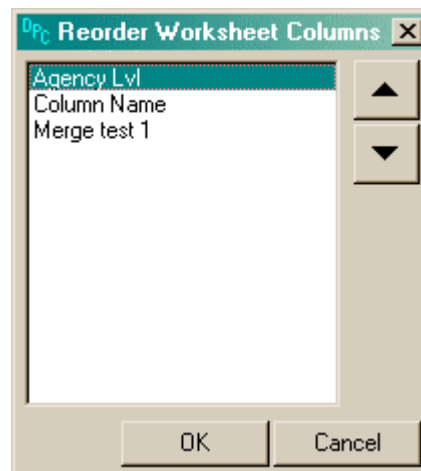 DPC Reorder Worksheet Columns
Agency Lvl
Column Name
Merge test 1
OK
Cancel